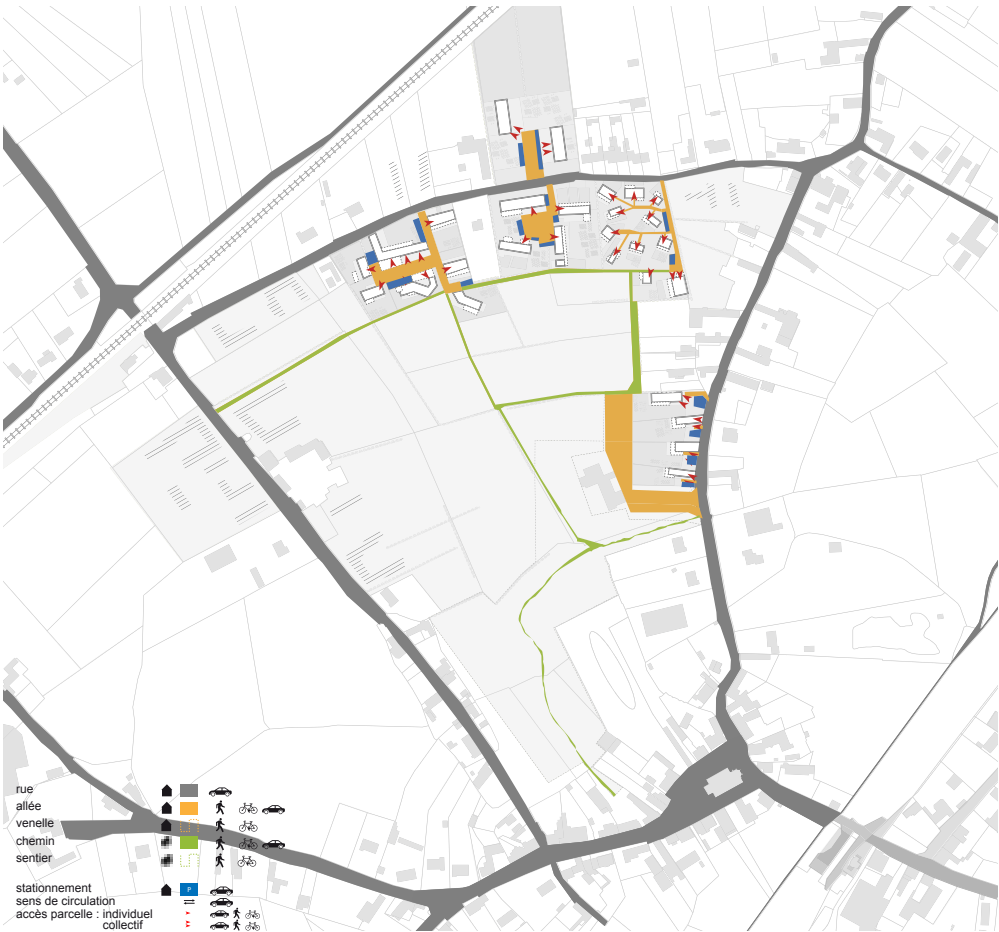 rue
allée
venelle
chemin
sentier
stationnement P
sens de circulation
accès parcelle : individuel
collectif